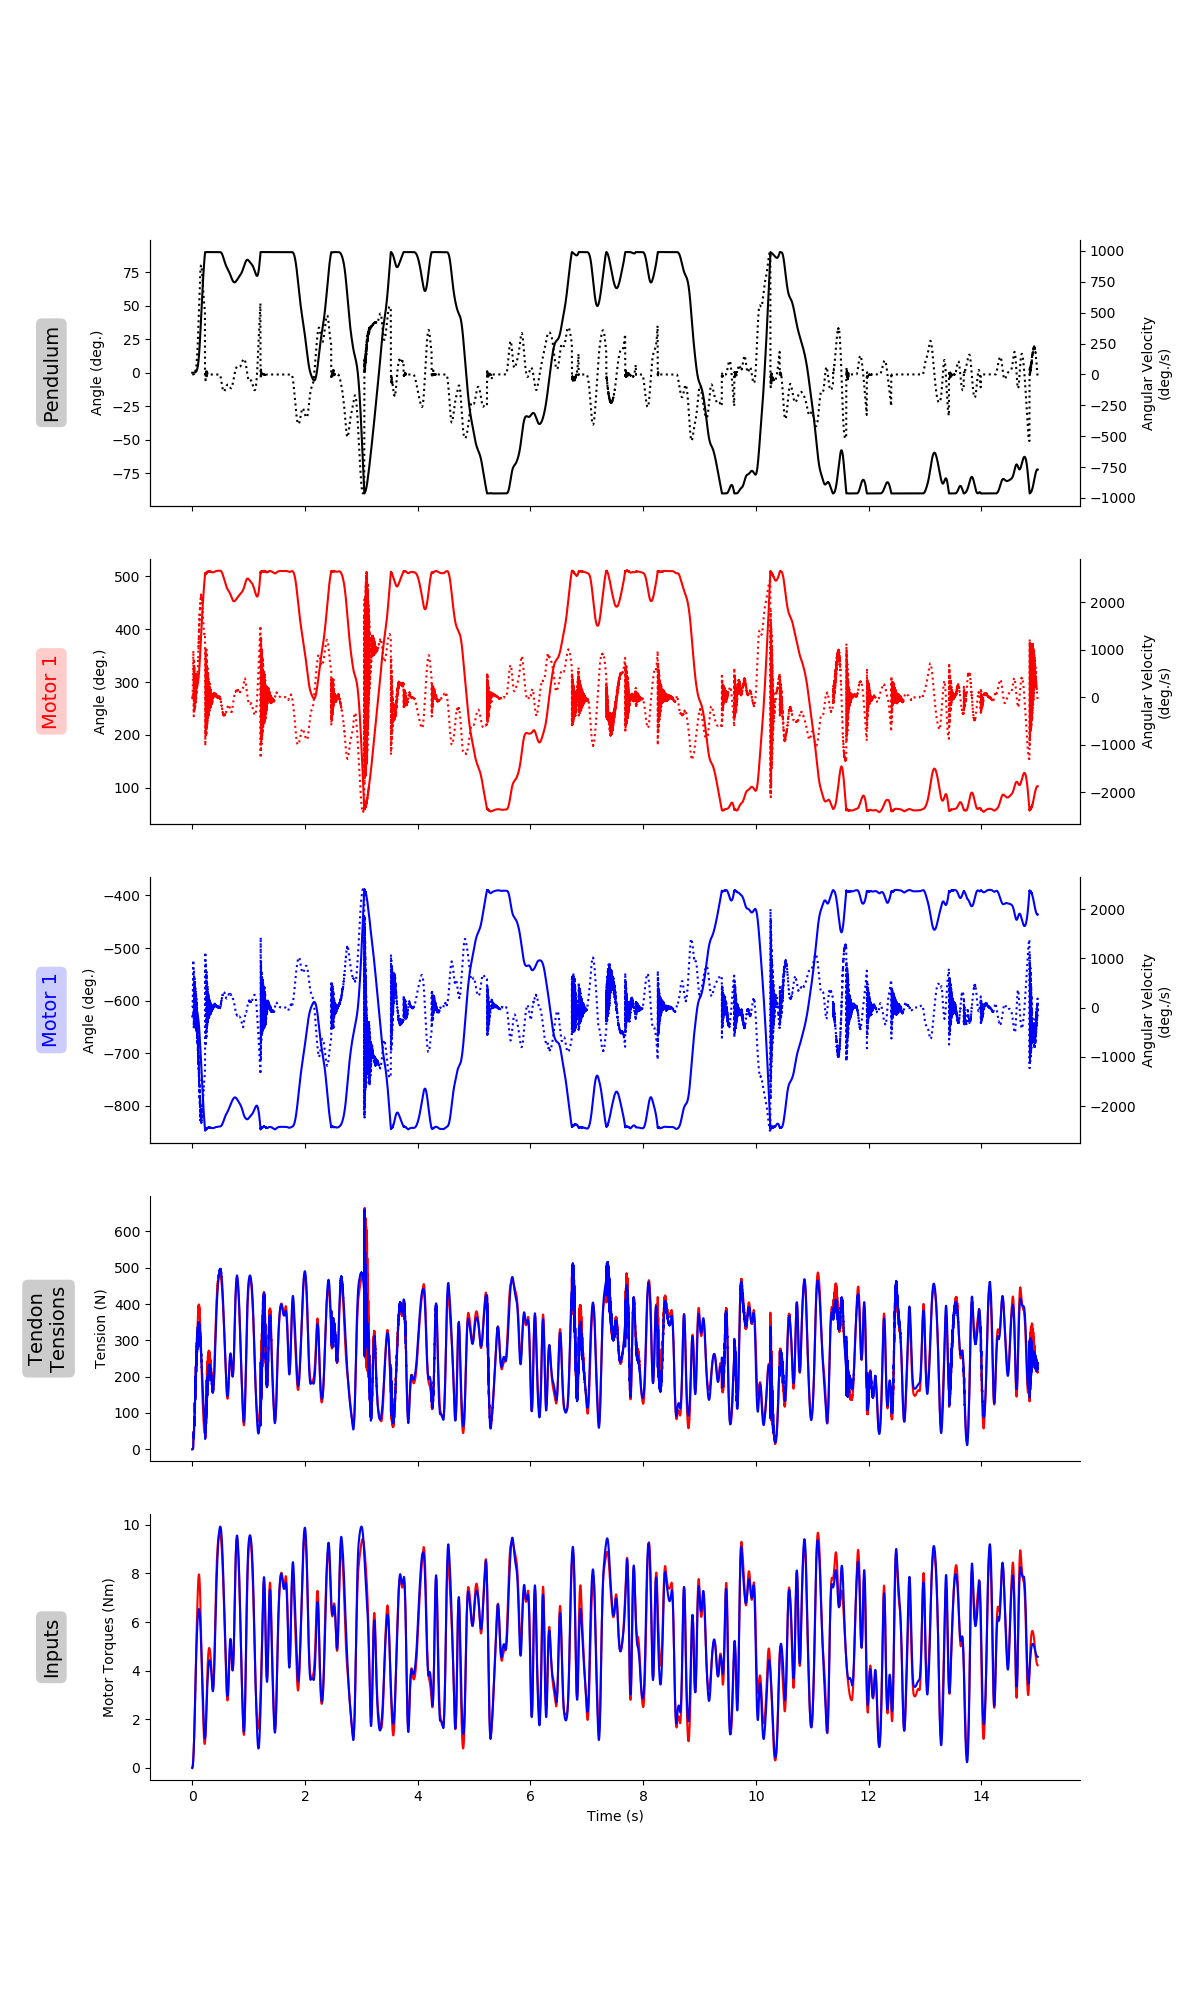 Pendulum
Angle (deg.)
75
50
25
0
−25
−50
−75
1000
750
500
250
0
−250
−500
−750
−1000
Angular Velocity
(deg./s)
Motor 1
Angle (deg.)
500
400
300
200
100
2000
1000
0
−1000
−2000
Angular Velocity
(deg./s)
Motor 1
Angle (deg.)
−400
−500
−600
−700
−800
2000
1000
0
−1000
−2000
Angular Velocity
(deg./s)
Tendon
Tensions
Tension (N)
600
500
400
300
200
100
0
Inputs
Motor Torques (Nm)
10
8
6
4
2
0
0 2 4 6 8 10 12 14
Time (s)